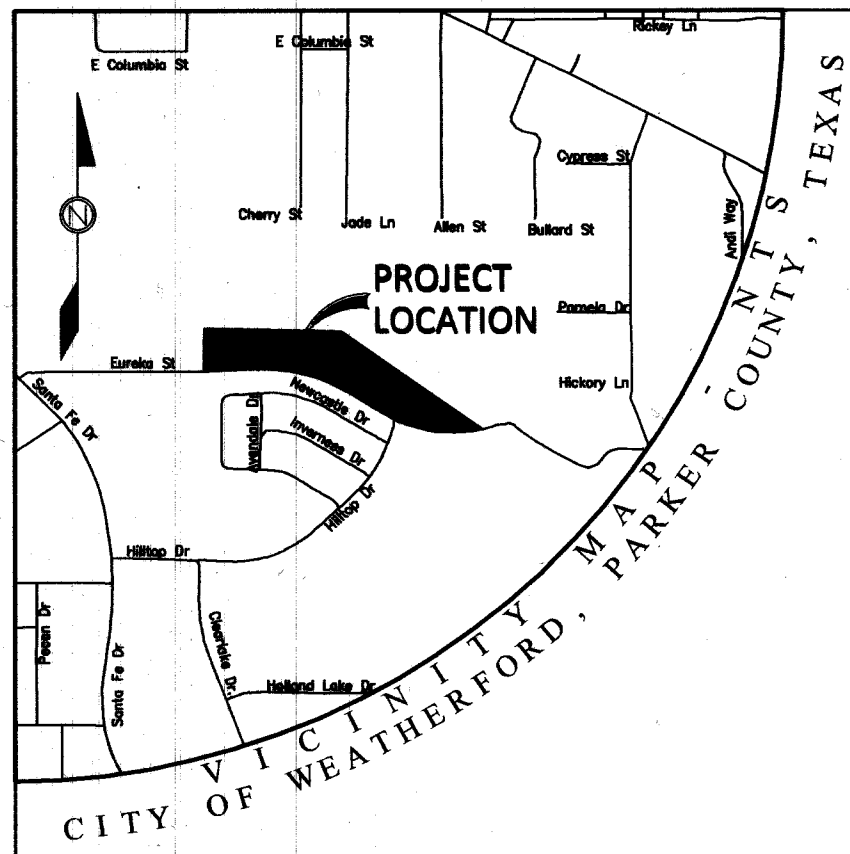 Rickey Ln
E Columbia St
E Columbia St
Cypress St
Cherry St
Jade Ln
Allen St
Bullard St
Andi Way
N
PROJECT
LOCATION
Pamela Dr
Eureka St
Santa Fe Dr
Newcastle Dr
Hickory Ln
Avendale Dr
Inverness Dr
Hilltop Dr
Hilltop Dr
Pecan Dr
Santa Fe Dr
Clearlake Dr.
Holland Lake Dr
VICINITY MAP - NTS
CITY OF WEATHERFORD, PARKER COUNTY, TEXAS